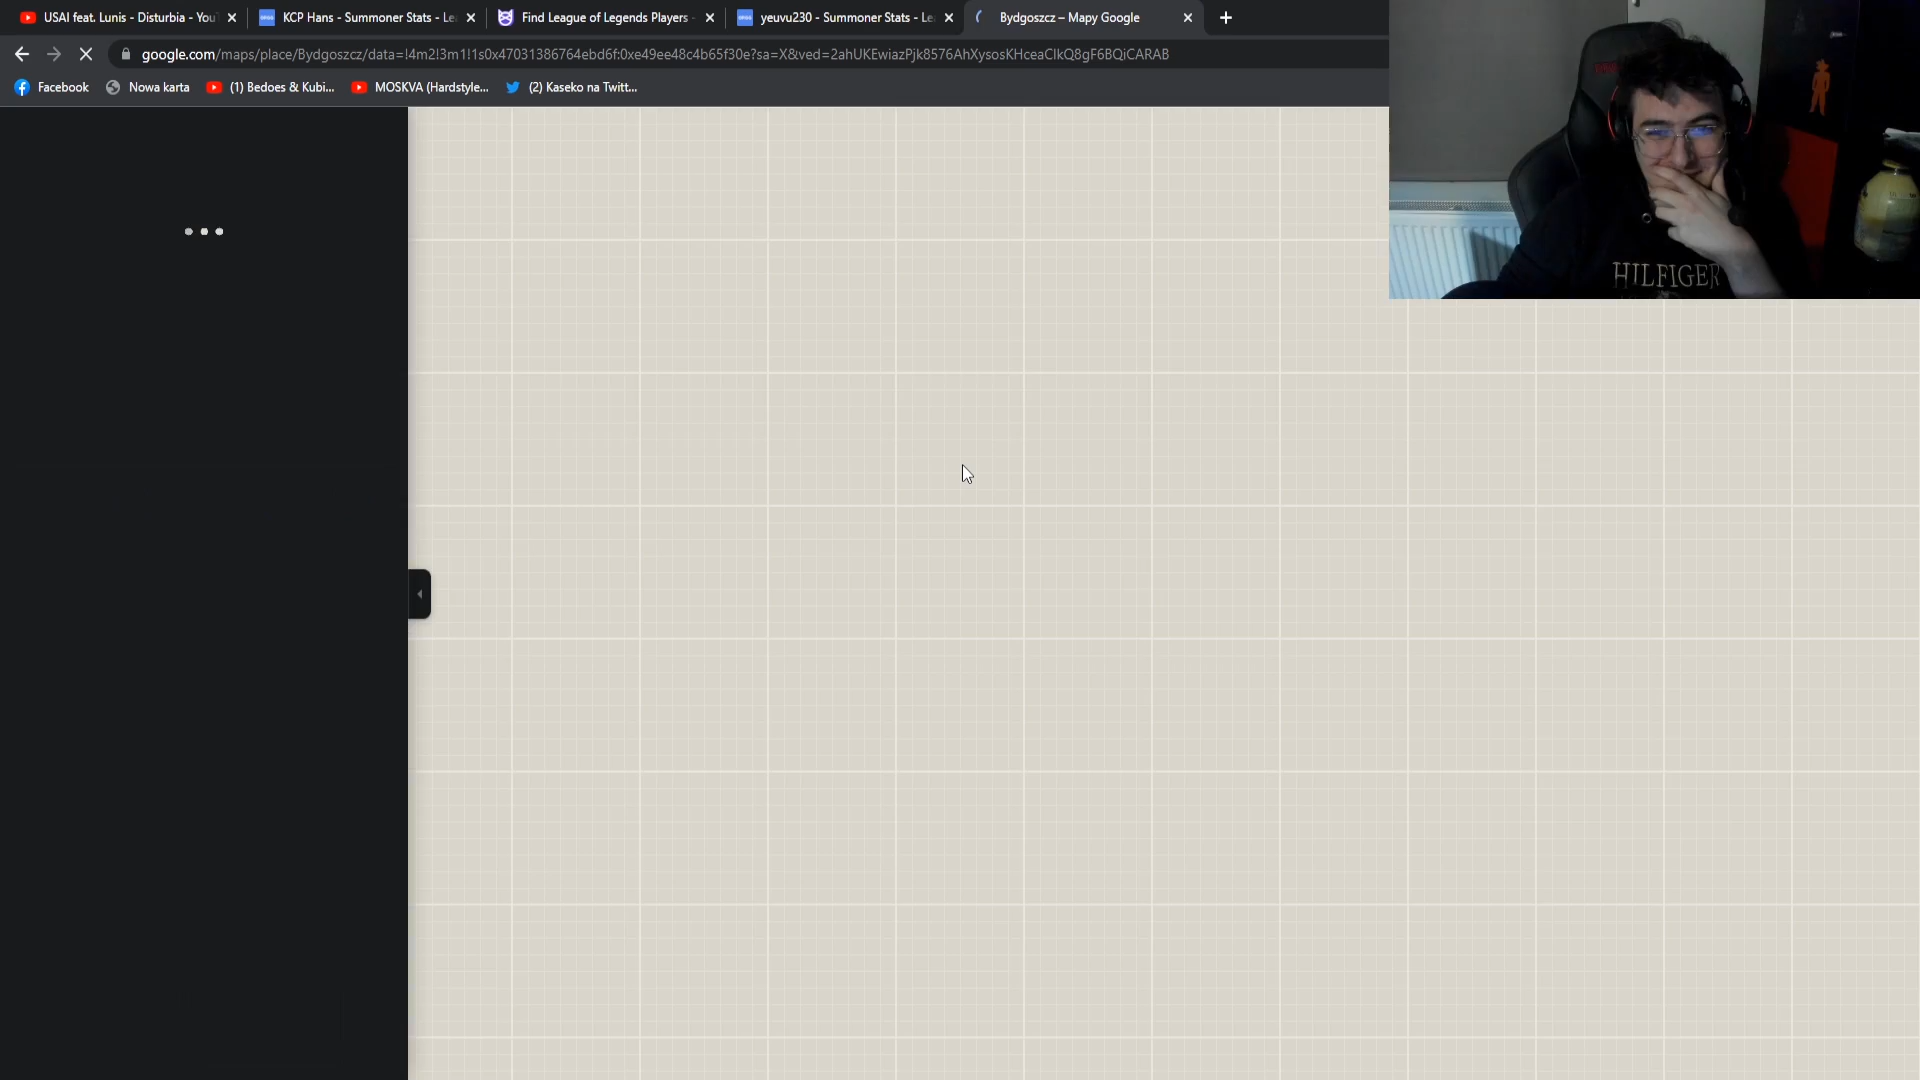 USAI feat. Lunis - Disturbia - You
KCP Hans - Summoner Stats - Le
Find League of Legends Players -
yeuvu230 - Summoner Stats - Le
Bydgoszcz – Mapy Google
google.com/maps/place/Bydgoszcz/data=!4m2!3m1!1s0x47031386764ebd6f:0xe49ee48c4b65f30e?sa=X&ved=2ahUKEwiazPjk8576AhXysosKHceaCIkQ8gF6BQiCARAB
Facebook
Nowa karta
(1) Bedoes & Kubi...
MOSKVA (Hardstyle...
(2) Kaseko na Twitt...
HILFIGER